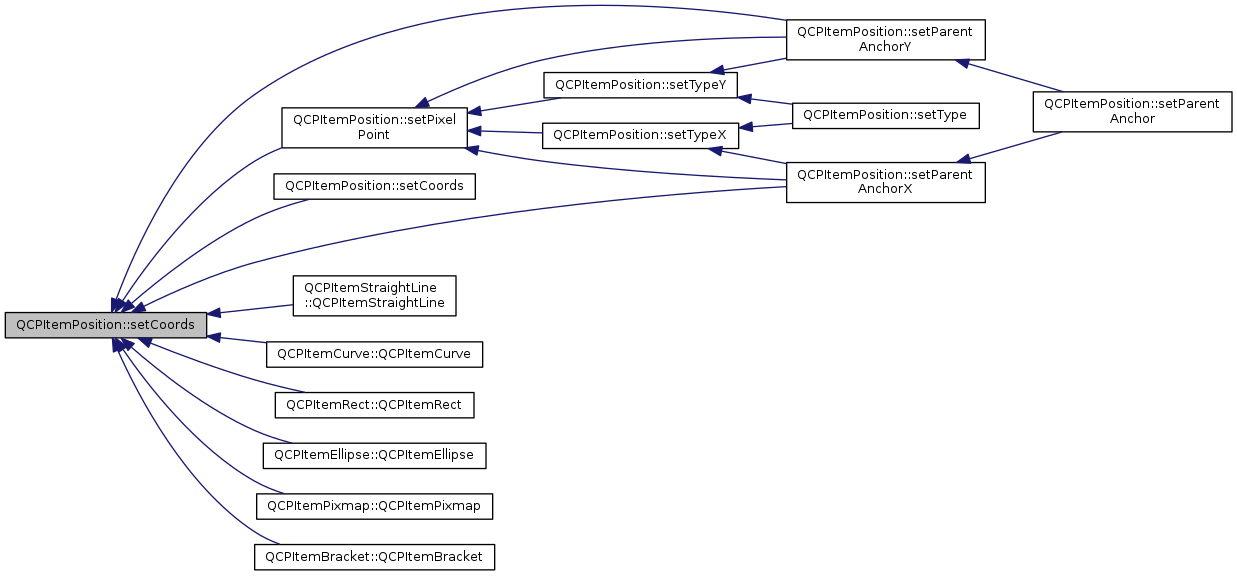 QCPItemPosition::setParent
AnchorY
QCPItemPosition::setTypeY
QCPItemPosition::setParent
Anchor
QCPItemPosition::setPixel
Point
QCPItemPosition::setType
QCPItemPosition::setTypeX
QCPItemPosition::setParent
AnchorX
QCPItemPosition::setCoords
QCPItemStraightLine
::QCPItemStraightLine
QCPItemPosition::setCoords
QCPItemCurve::QCPItemCurve
QCPItemRect::QCPItemRect
QCPItemEllipse::QCPItemEllipse
QCPItemPixmap::QCPItemPixmap
QCPItemBracket::QCPItemBracket